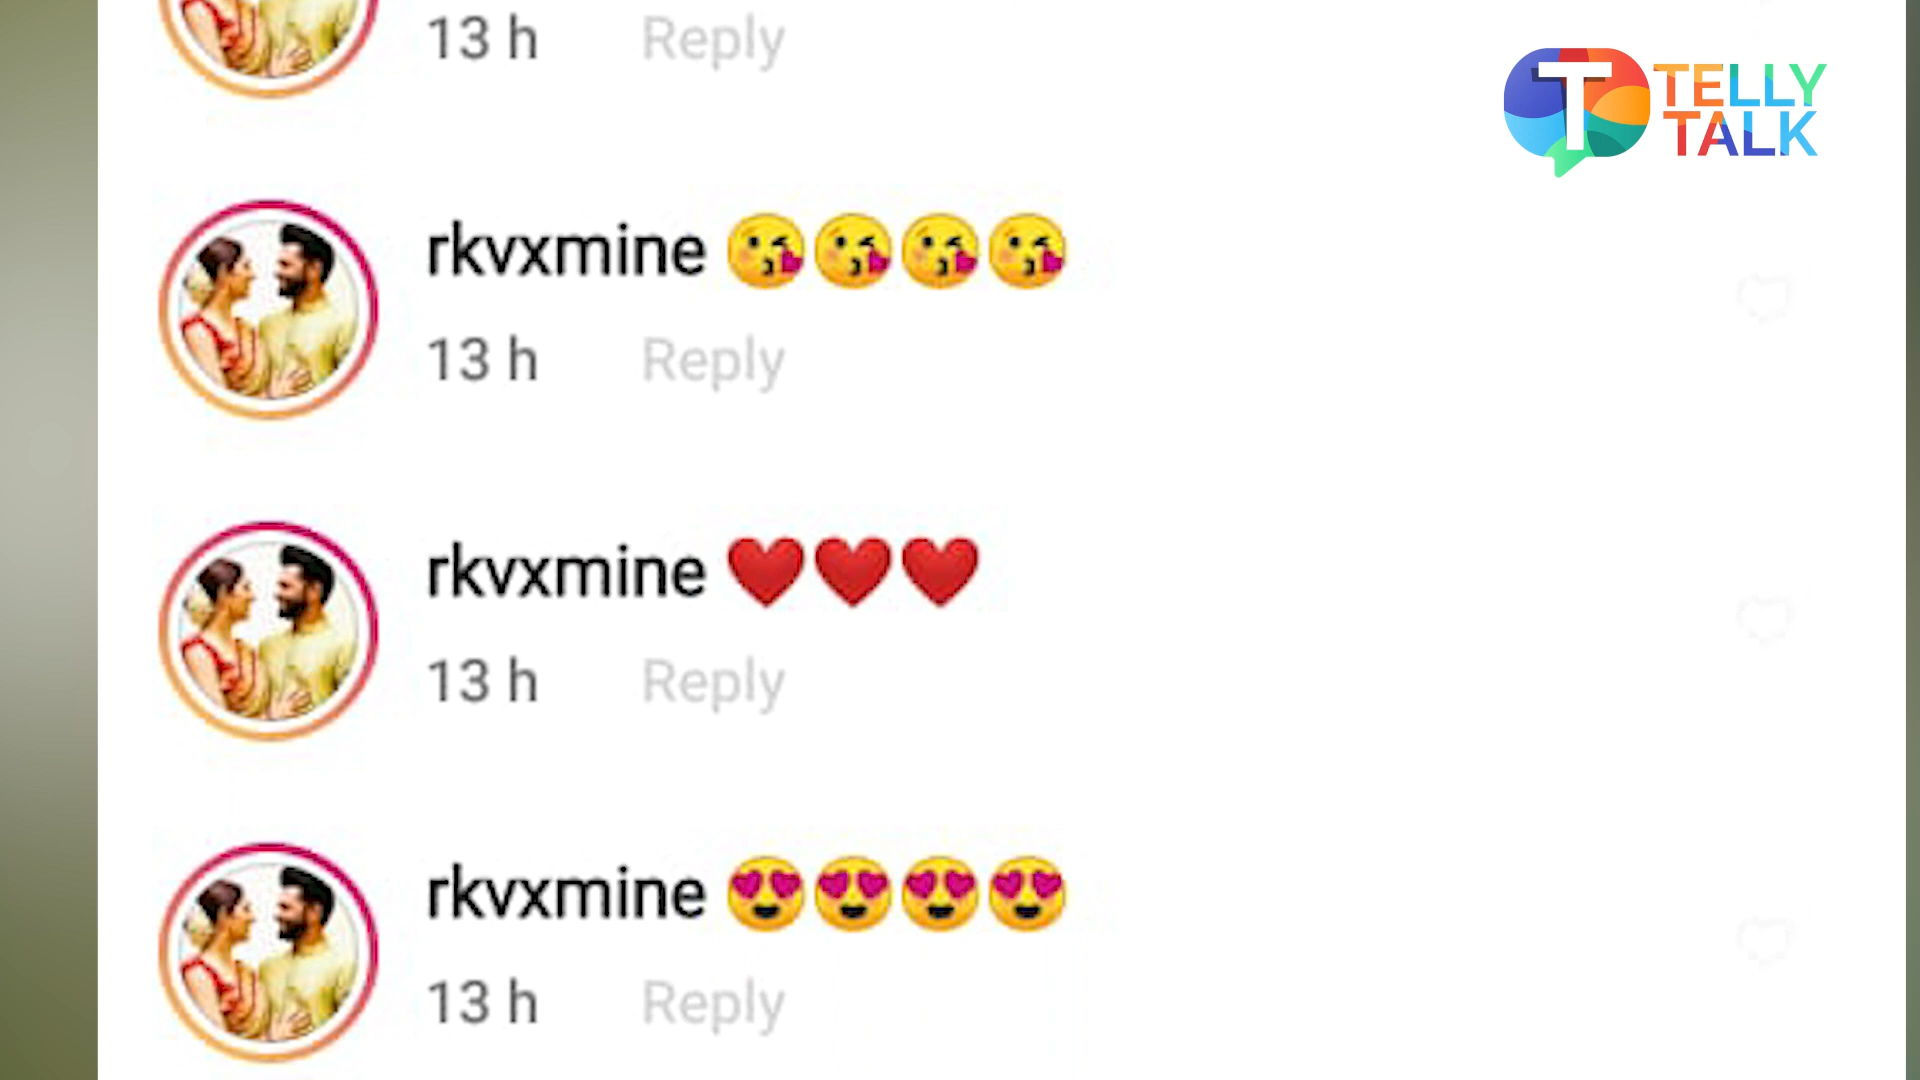 13 h Reply
T TELLY
TALK
rkvxmine 😘😘😘😘
13 h Reply
rkvxmine ❤️❤️❤️
13 h Reply
rkvxmine 😍😍😍😍
13 h Reply